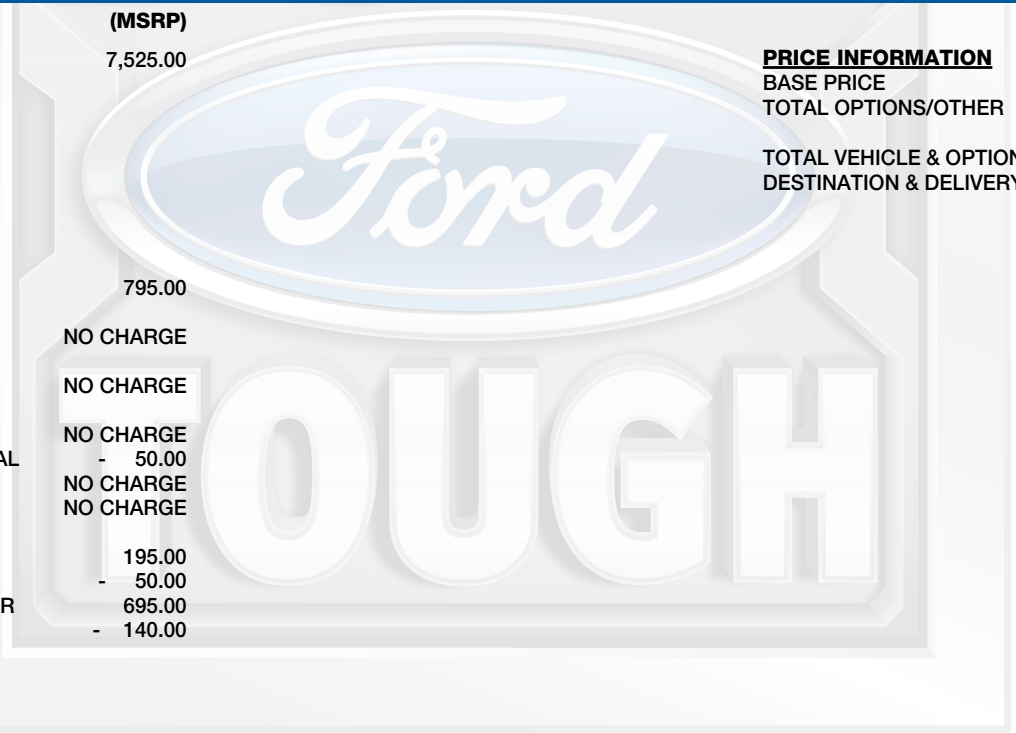 (MSRP)
7,525.00
795.00
NO CHARGE
NO CHARGE
NO CHARGE
AL - 50.00
NO CHARGE
NO CHARGE
195.00
- 50.00
R 695.00
- 140.00
PRICE INFORMATION
BASE PRICE
TOTAL OPTIONS/OTHER
TOTAL VEHICLE & OPTION
DESTINATION & DELIVERY
Ford
TOUGH